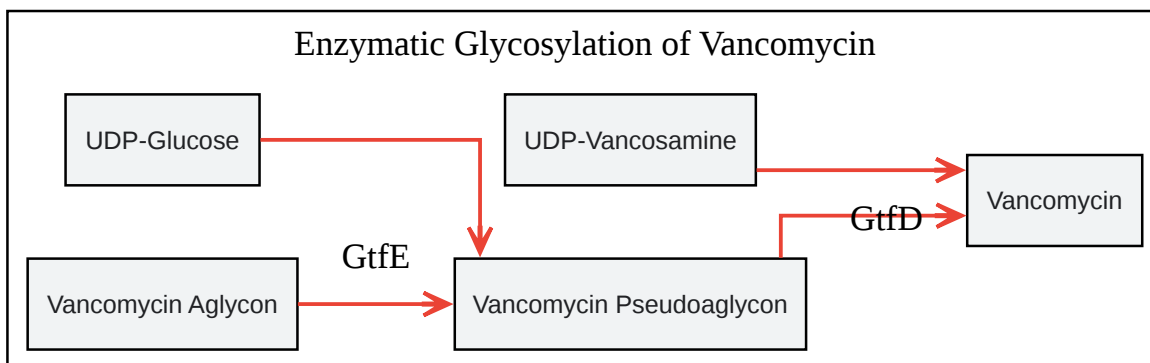 Enzymatic Glycosylation of Vancomycin
UDP-Glucose
UDP-Vancosamine
Vancomycin
GtfD
GtfE
Vancomycin Aglycon
Vancomycin Pseudoaglycon